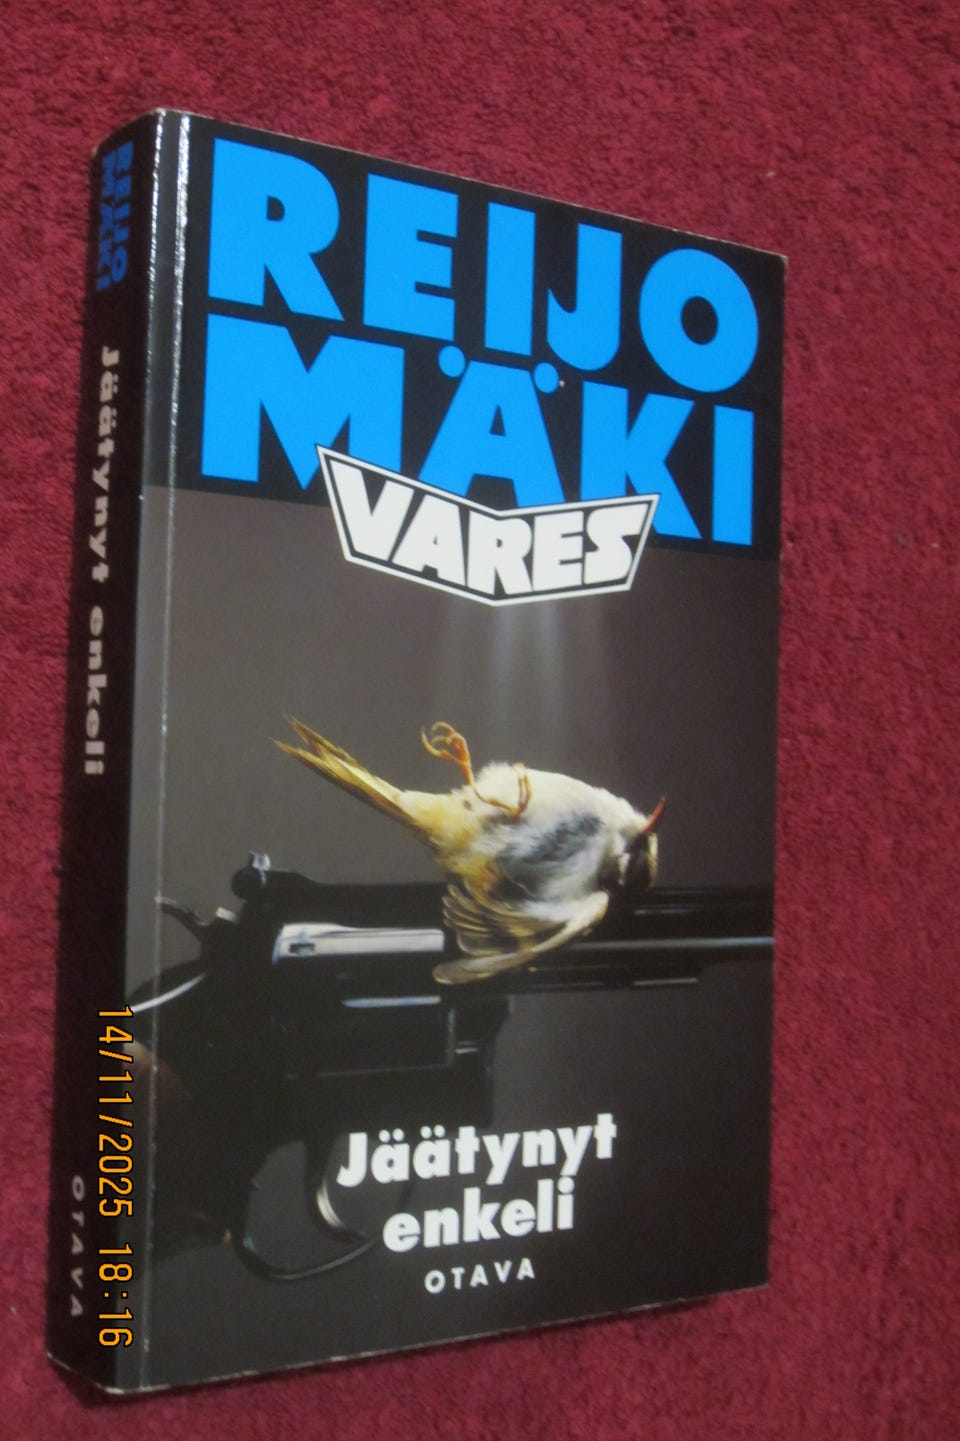 REIJO
MÄKI
VARES
Jäätynyt
enkeli
OTAVA
REIJO
MÄKI
Jäätynyt enkeli
OTAVA
14/11/2025 18:16